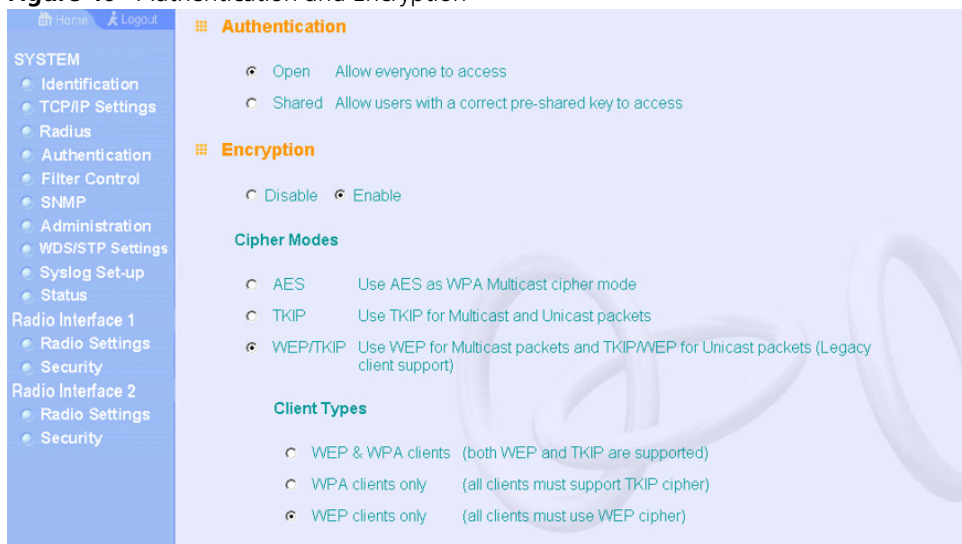 Authentication and Encryption
Home Logout
SYSTEM
Identification
TCP/IP Settings
Radius
Authentication
Filter Control
SNMP
Administration
WDS/STP Settings
Syslog Set-up
Status
Radio Interface 1
Radio Settings
Security
Radio Interface 2
Radio Settings
Security
Authentication
Open Allow everyone to access
Shared Allow users with a correct pre-shared key to access
Encryption
Disable Enable
Cipher Modes
AES Use AES as WPA Multicast cipher mode
TKIP Use TKIP for Multicast and Unicast packets
WEP/TKIP Use WEP for Multicast packets and TKIP/WEP for Unicast packets (Legacy
client support)
Client Types
WEP & WPA clients (both WEP and TKIP are supported)
WPA clients only (all clients must support TKIP cipher)
WEP clients only (all clients must use WEP cipher)